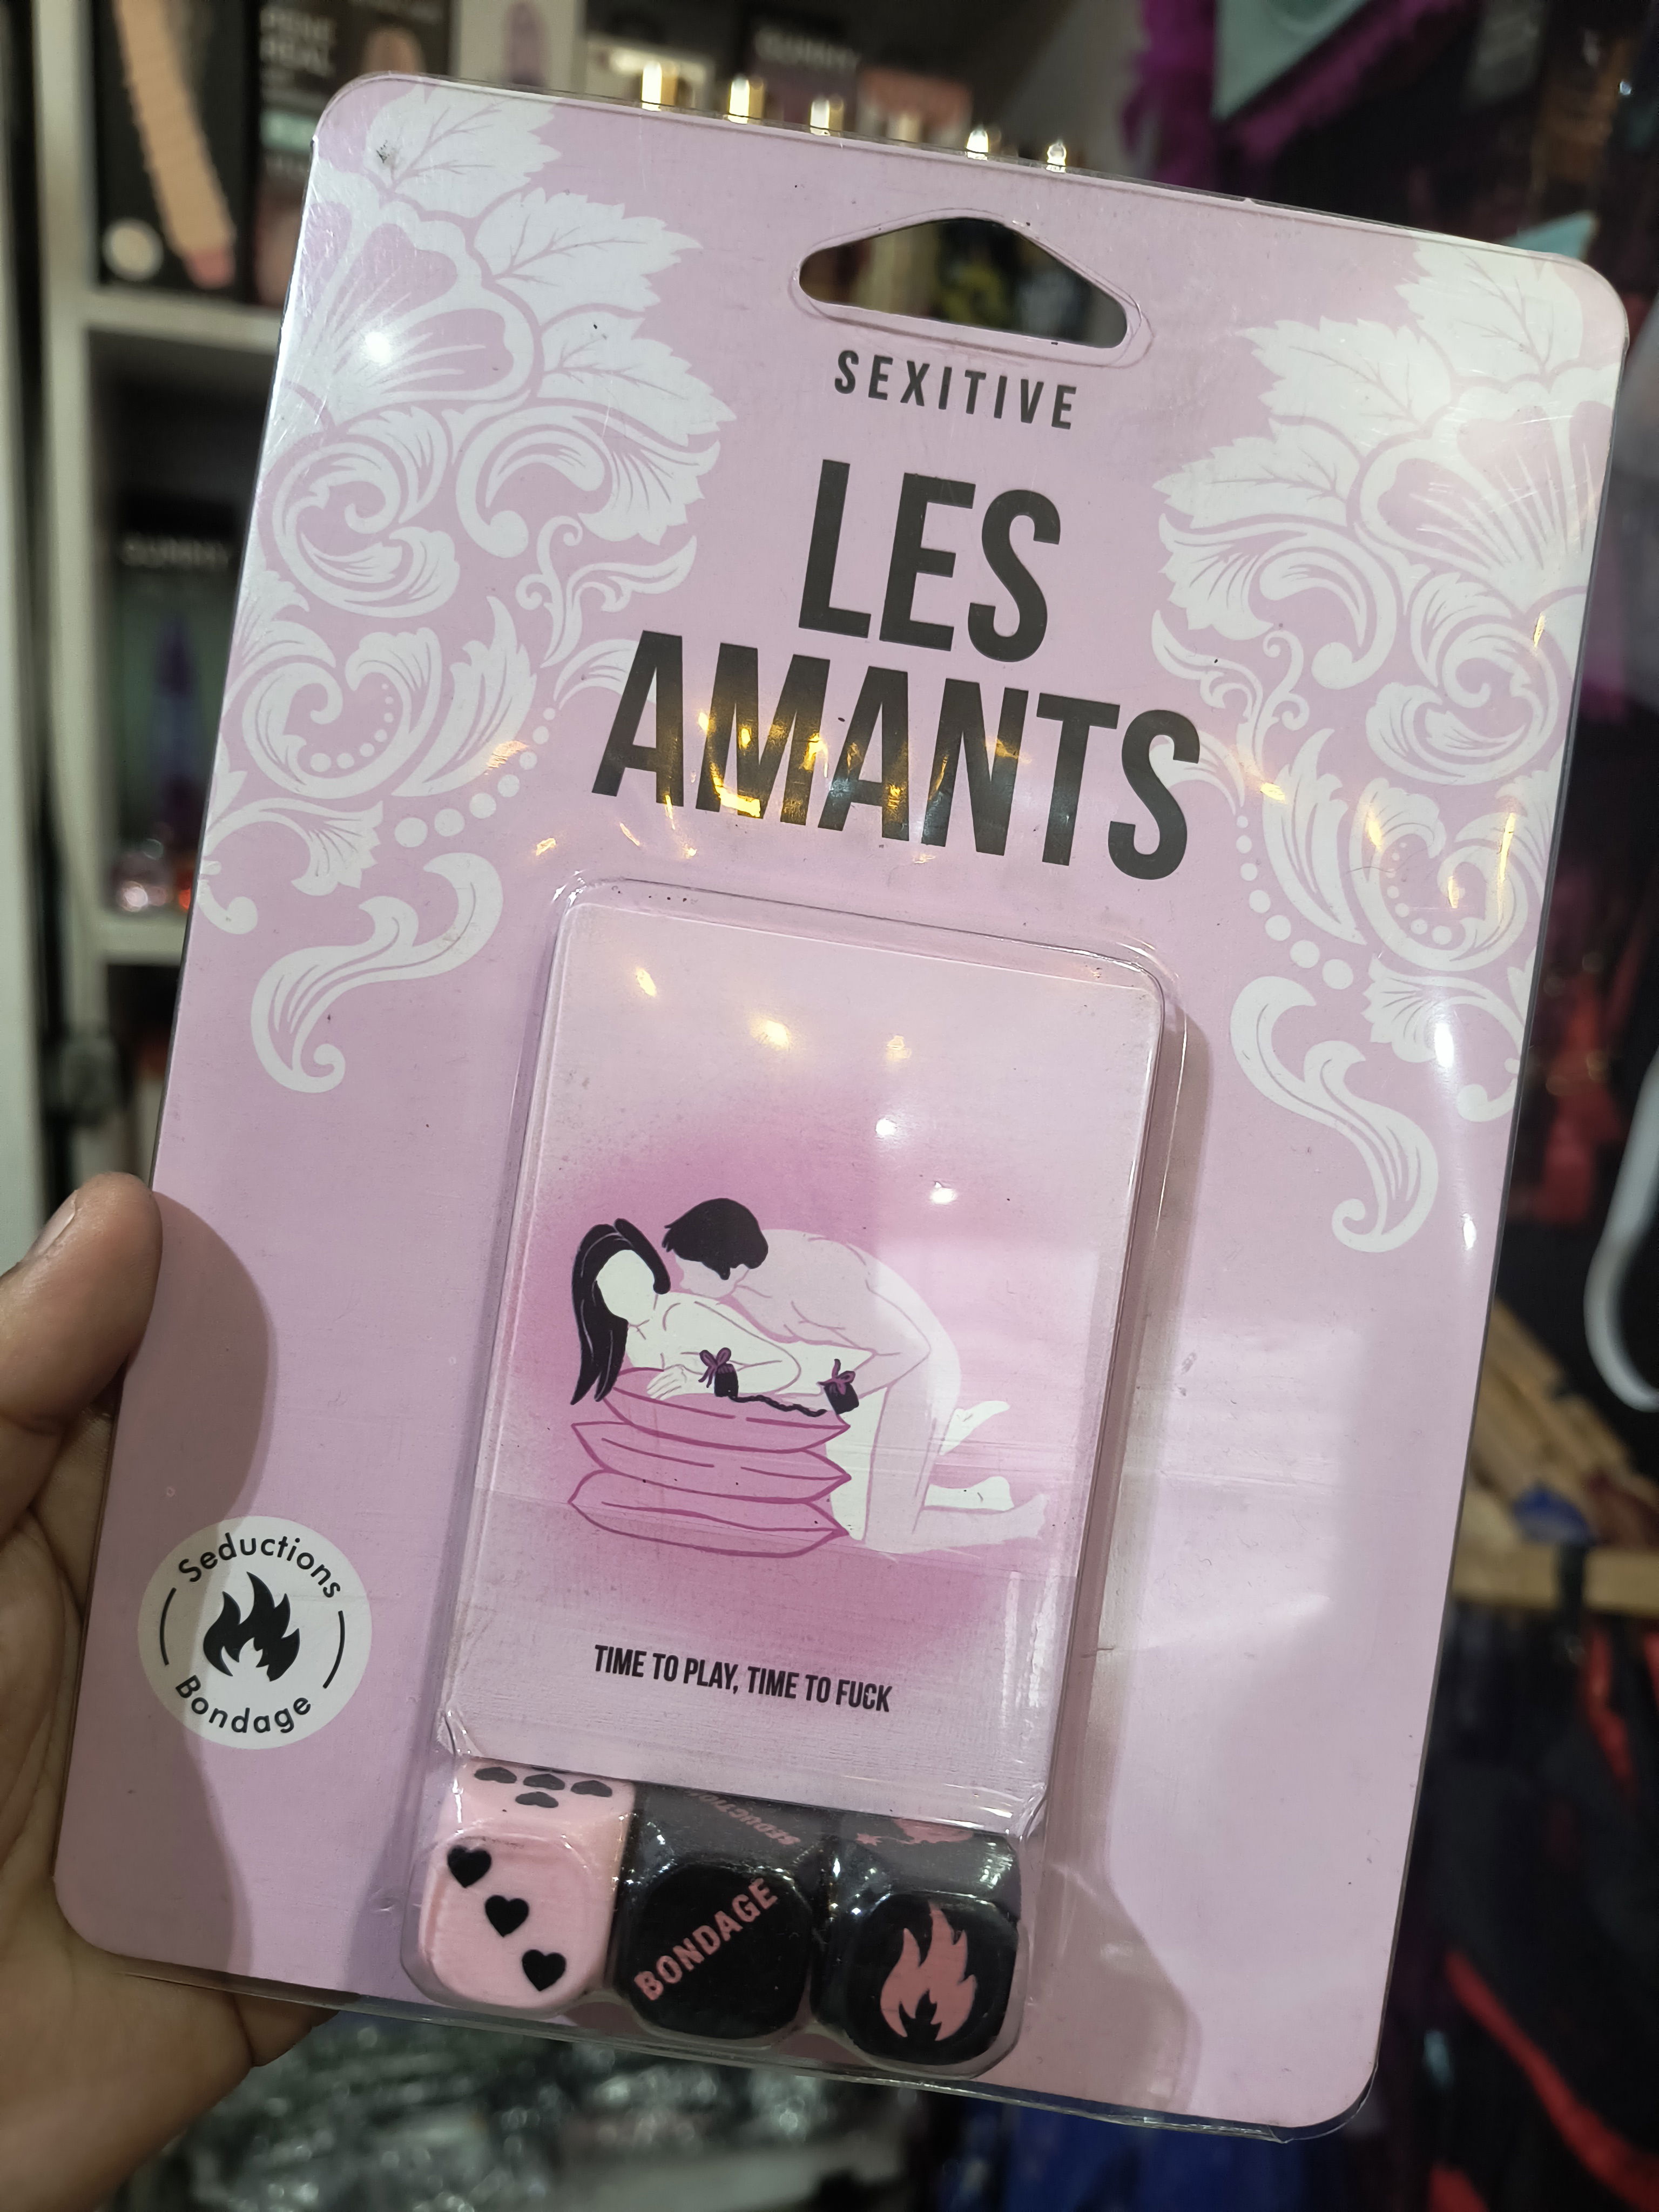 SEXITIVE
LES
AMANTS
TIME TO PLAY, TIME TO FUCK
Seductions
Bondage
BONDAGE